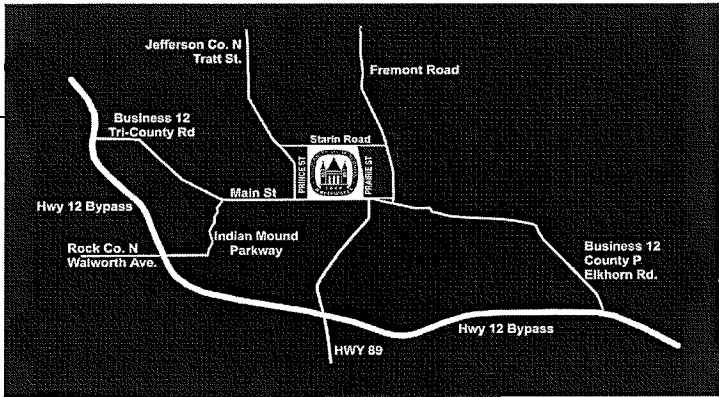 Jefferson Co. N
Tratt St.
Fremont Road
Business 12
Tri-County Rd
Starin Road
PRINCE ST
PRAIRIE ST
Main St
Hwy 12 Bypass
Indian Mound
Parkway
Rock Co. N
Walworth Ave.
Business 12
County P
Elkhorn Rd.
Hwy 12 Bypass
HWY 89